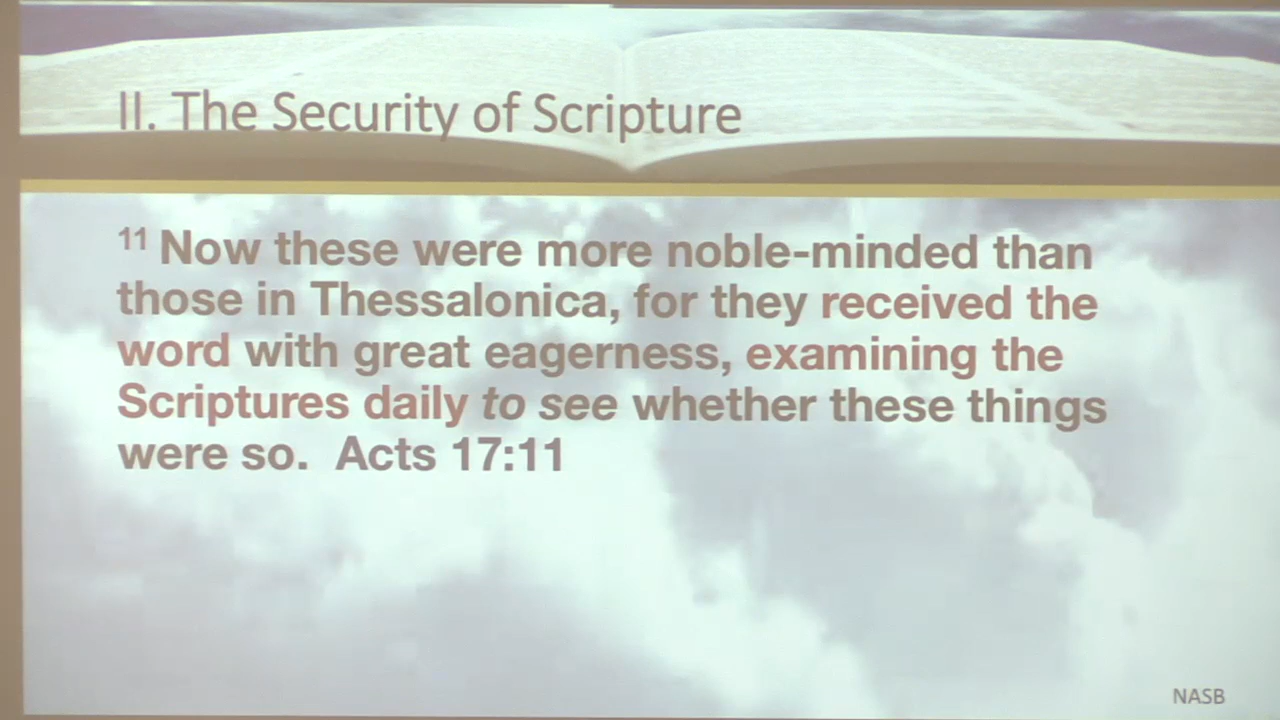 II. The Security of Scripture
11 Now these were more noble-minded than
those in Thessalonica, for they received the
word with great eagerness, examining the
Scriptures daily to see whether these things
were so. Acts 17:11
NASB